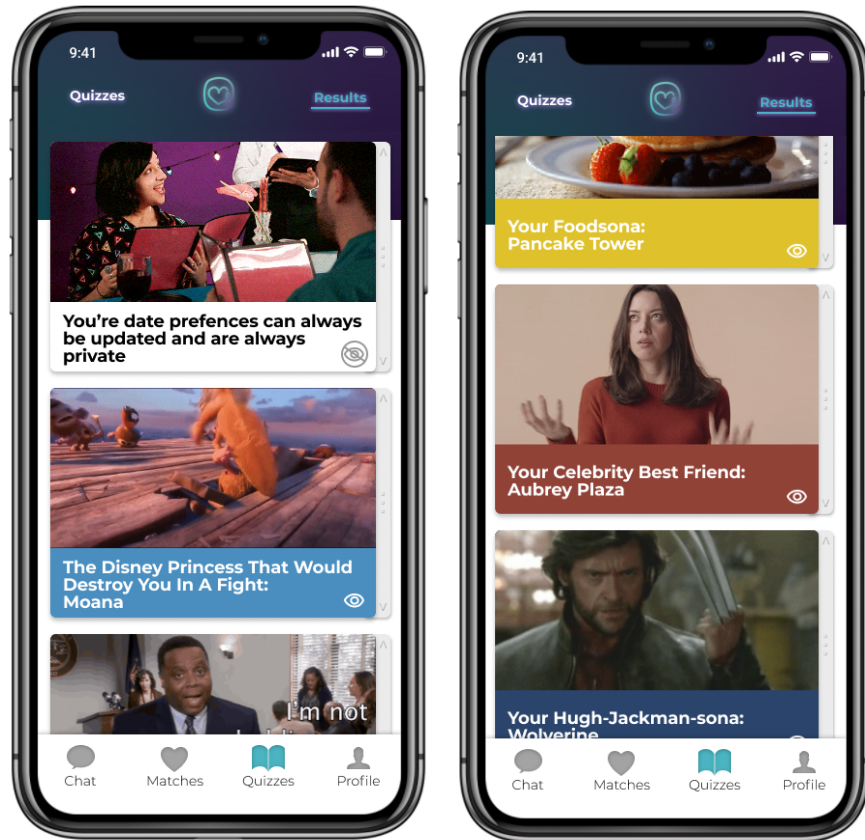 9:41
Quizzes
Results
You're date prefences can always
be updated and are always
private
The Disney Princess That Would
Destroy You In A Fight:
Moana
I'm not
Chat
Matches
Quizzes
Profile
9:41
Quizzes
Results
Your Foodsona:
Pancake Tower
Your Celebrity Best Friend:
Aubrey Plaza
Your Hugh-Jackman-sona:
Wolverine
Chat
Matches
Quizzes
Profile